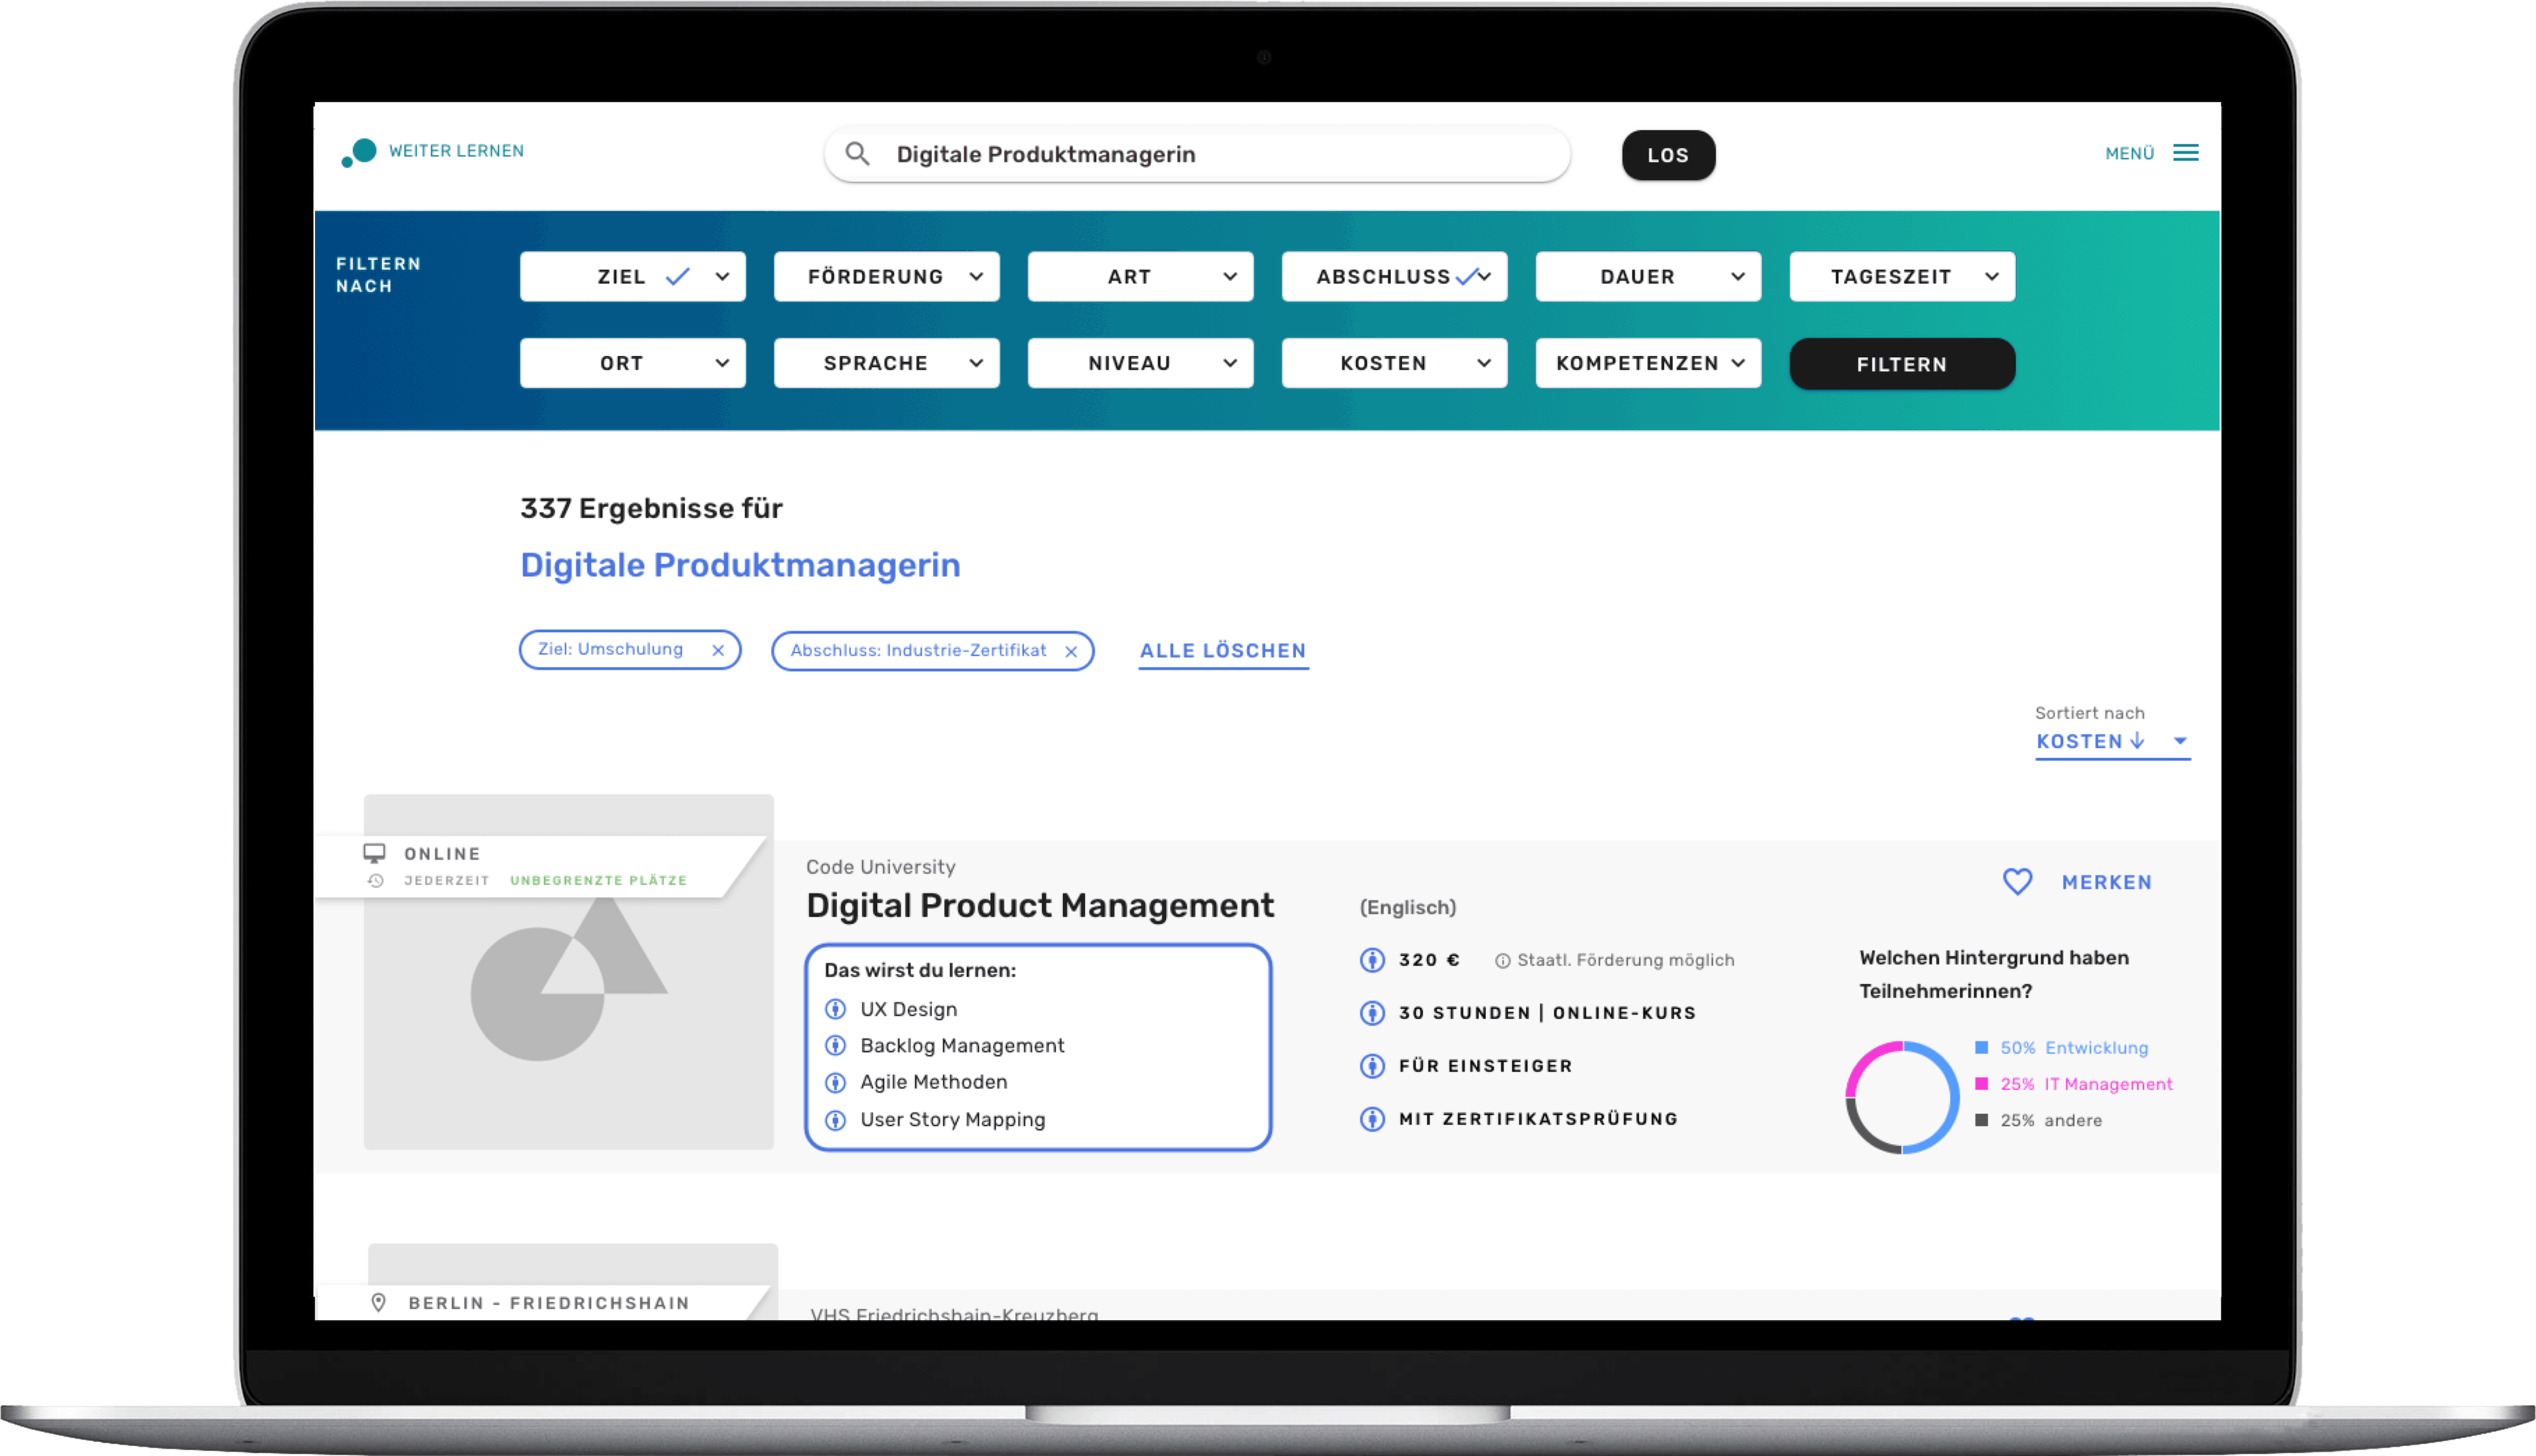 WEITER LERNEN
Digitale Produktmanagerin
LOS
MENÜ
FILTERN
NACH
ZIEL
FÖRDERUNG
ART
ABSCHLUSS
DAUER
TAGESZEIT
ORT
SPRACHE
NIVEAU
KOSTEN
KOMPETENZEN
FILTERN
337 Ergebnisse für
Digitale Produktmanagerin
Ziel: Umschulung
Abschluss: Industrie-Zertifikat
ALLE LÖSCHEN
Sortiert nach
KOSTEN
ONLINE
JEDERZEIT UNBEGRENZTE PLÄTZE
Code University
Digital Product Management
Das wirst du lernen:
UX Design
Backlog Management
Agile Methoden
User Story Mapping
(Englisch)
320 € Staatl. Förderung möglich
30 STUNDEN | ONLINE-KURS
FÜR EINSTEIGER
MIT ZERTIFIKATSPRÜFUNG
MERKEN
Welchen Hintergrund haben
Teilnehmerinnen?
50% Entwicklung
25% IT Management
25% andere
BERLIN - FRIEDRICHSHAIN
VHS Friedrichshain-Kreuzberg